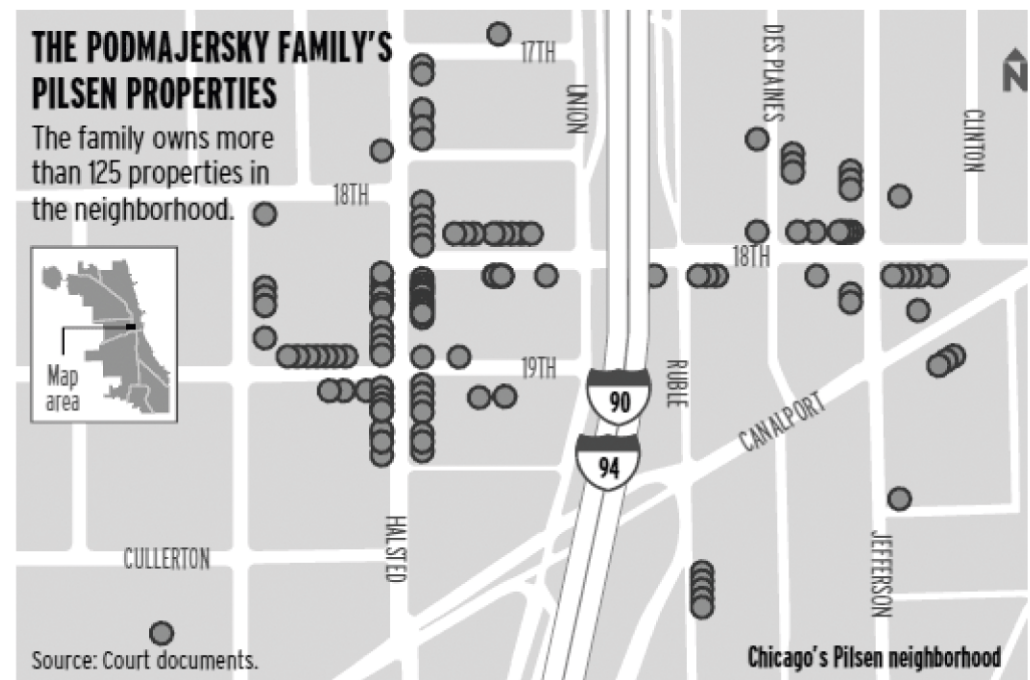 THE PODMAJERSKY FAMILY'S
PILSEN PROPERTIES
The family owns more
than 125 properties in
the neighborhood.
17TH
UNION
DES PLAINES
N
CLINTON
18TH
18TH
Map
area
19TH
90
RUBLE
94
CANALPORT
HALSTED
JEFFERSON
CULLERTON
Source: Court documents.
Chicago's Pilsen neighborhood